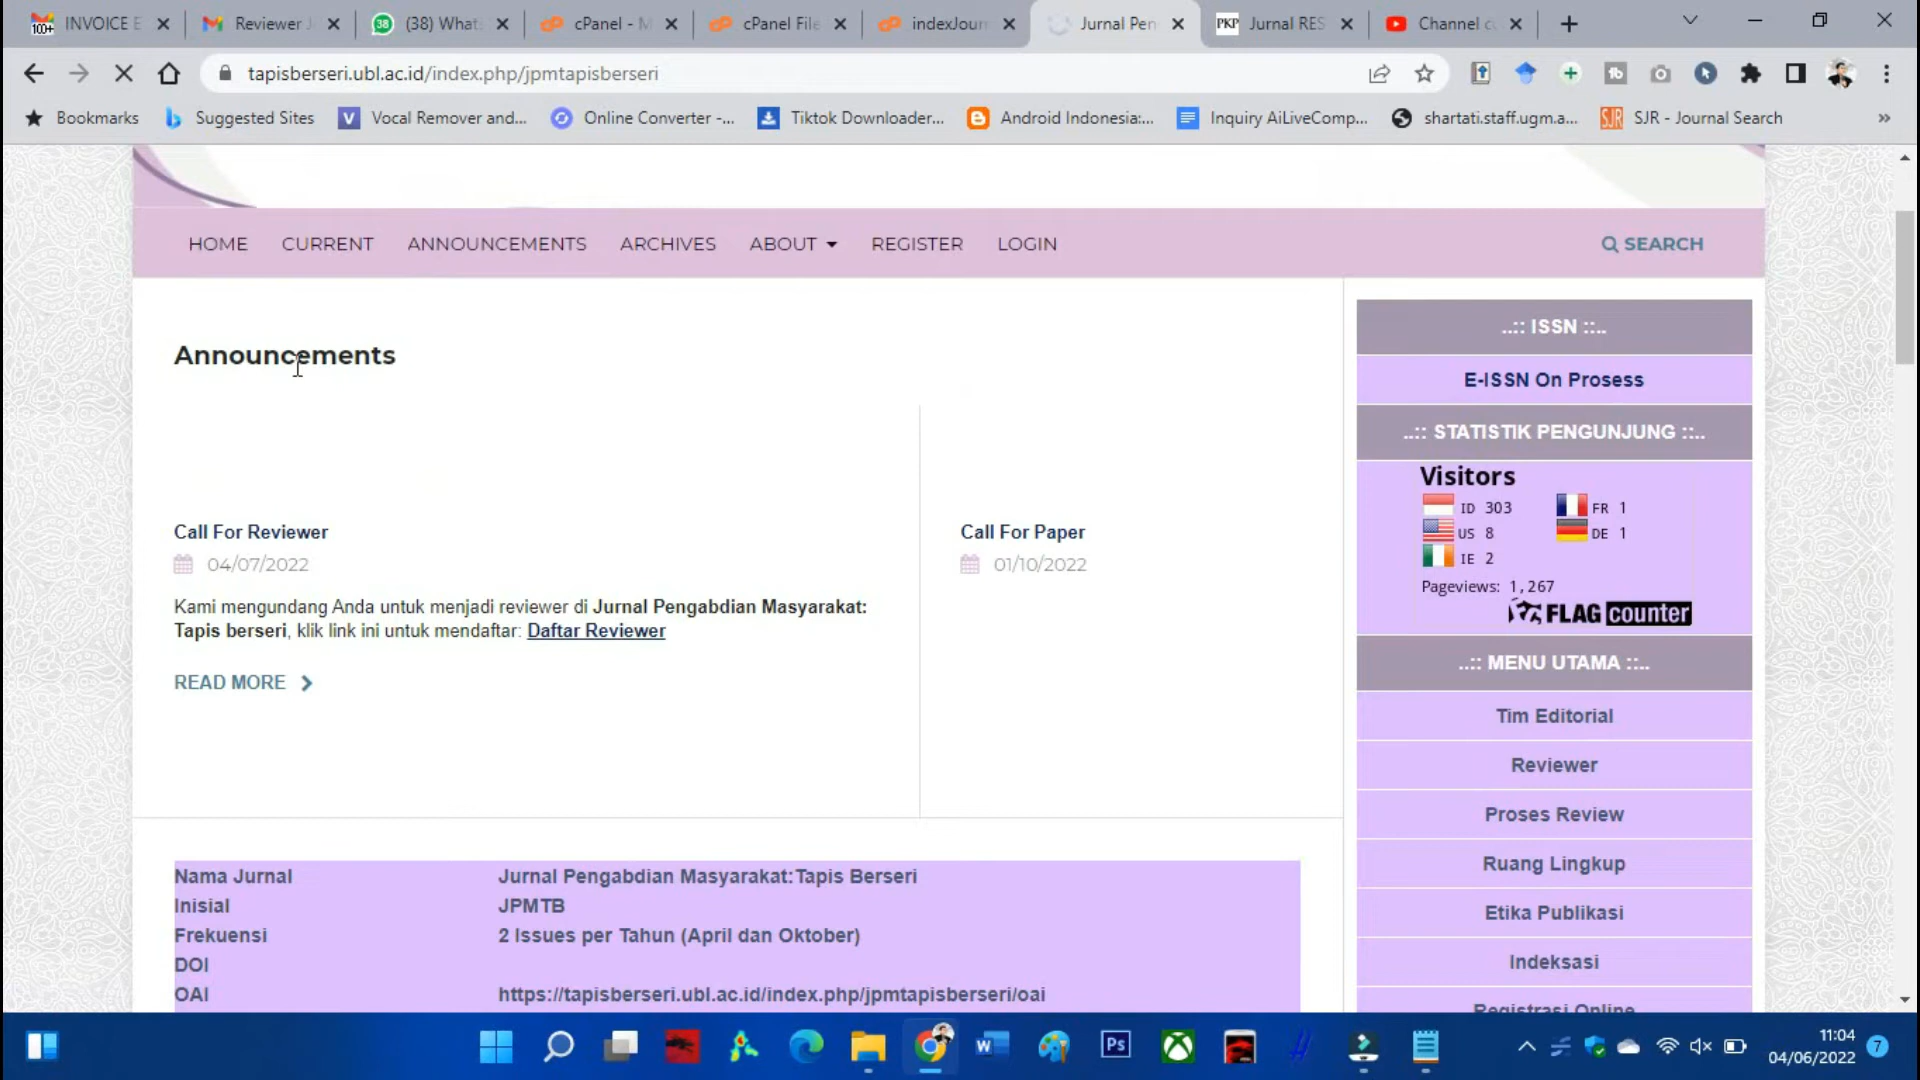 100+ INVOICE E
Reviewer J
(38) What
cPanel - M
cPanel File
indexJour
Jurnal Pen
PKP Jurnal RES
Channel c
tapisberseri.ubl.ac.id/index.php/jpmtapisberseri
Bookmarks
Suggested Sites
Vocal Remover and...
Online Converter -...
Tiktok Downloader...
Android Indonesia:...
Inquiry AiLiveComp...
shartati.staff.ugm.a...
SJR SJR - Journal Search
»
HOME
CURRENT
ANNOUNCEMENTS
ARCHIVES
ABOUT
REGISTER
LOGIN
SEARCH
Announcements
Call For Reviewer
04/07/2022
Kami mengundang Anda untuk menjadi reviewer di Jurnal Pengabdian Masyarakat:
Tapis berseri, klik link ini untuk mendaftar: Daftar Reviewer
READ MORE
Call For Paper
01/10/2022
Nama Jurnal Jurnal Pengabdian Masyarakat:Tapis Berseri
Inisial JPMTB
Frekuensi 2 Issues per Tahun (April dan Oktober)
DOI
OAI https://tapisberseri.ubl.ac.id/index.php/jpmtapisberseri/oai
..:: ISSN ::..
E-ISSN On Prosess
..:: STATISTIK PENGUNJUNG ::..
Visitors
ID 303 FR 1
US 8 DE 1
IE 2
Pageviews: 1,267
FLAG counter
..:: MENU UTAMA ::..
Tim Editorial
Reviewer
Proses Review
Ruang Lingkup
Etika Publikasi
Indeksasi
Registrasi Online
Ps
11:04
04/06/2022
7